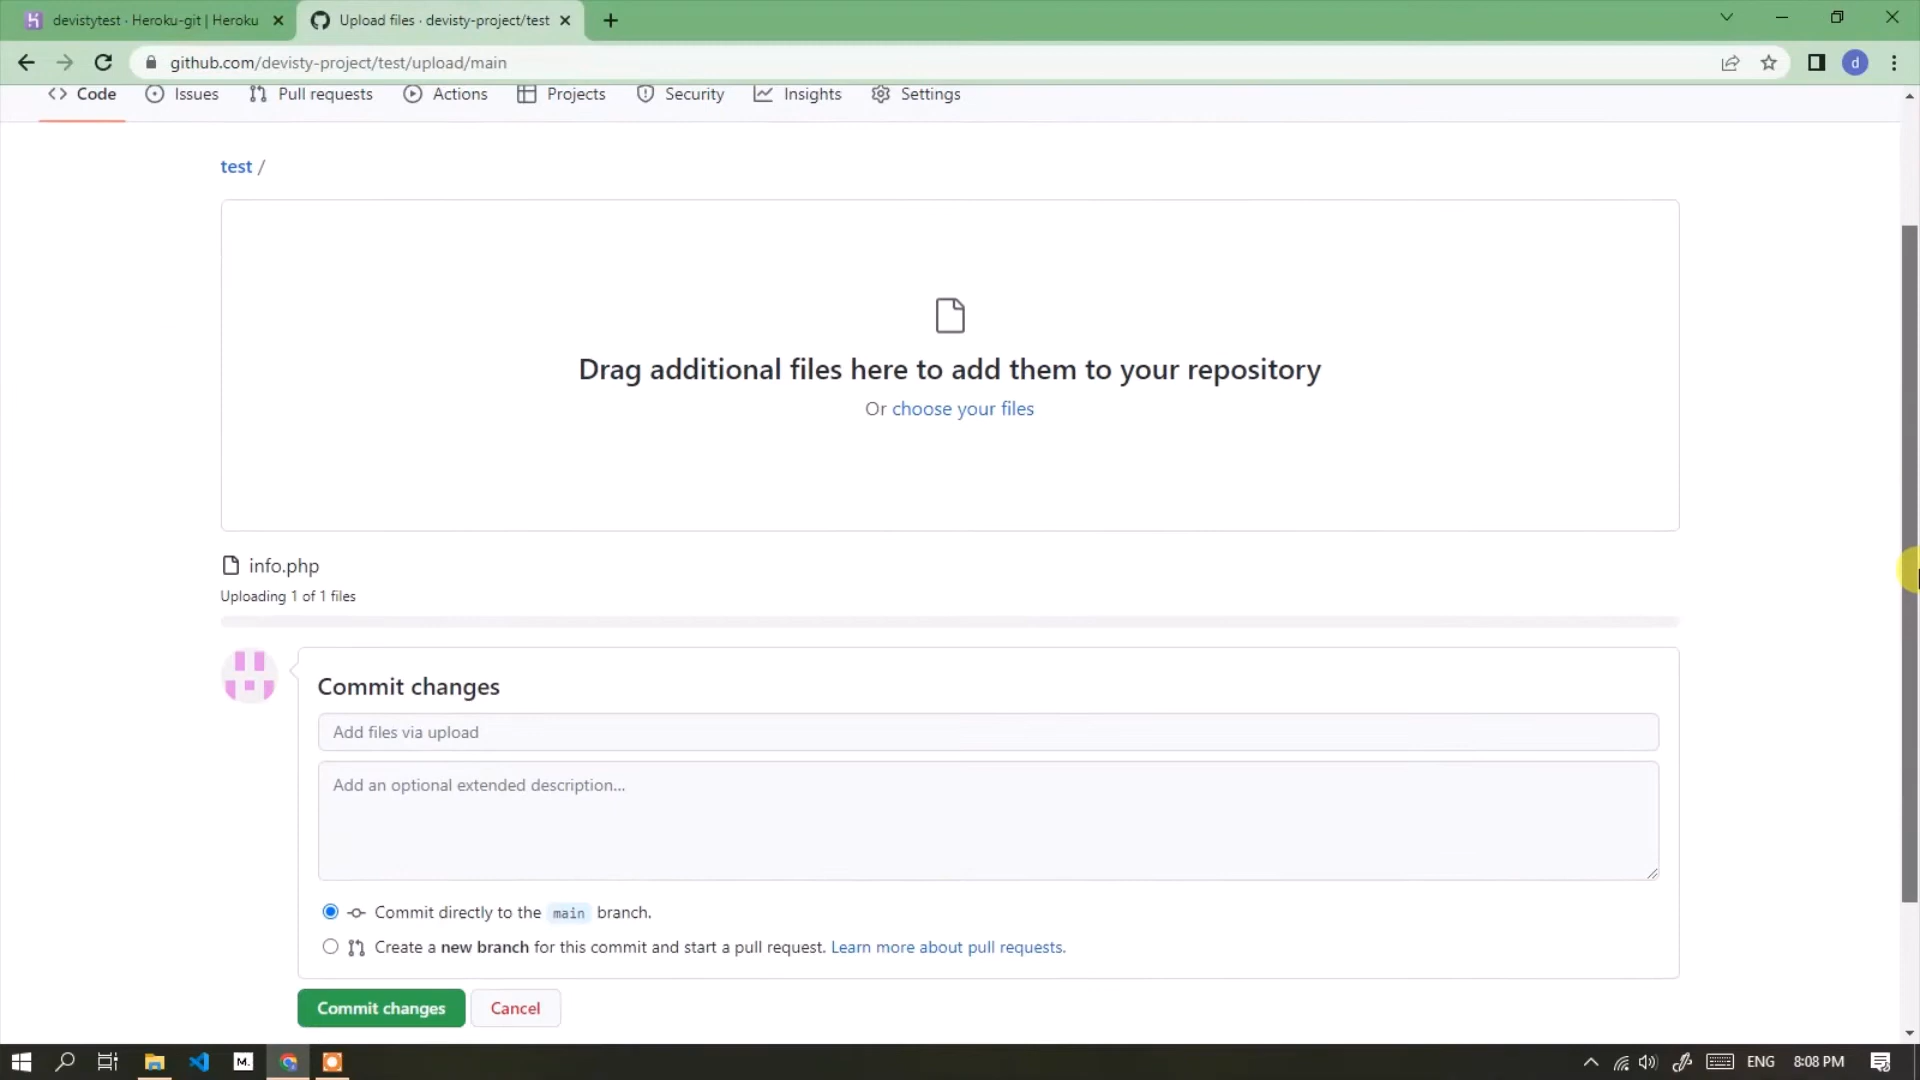 devistytest · Heroku-git | Heroku
Upload files · devisty-project/test
github.com/devisty-project/test/upload/main
d
Code
Issues
Pull requests
Actions
Projects
Security
Insights
Settings
test /
Drag additional files here to add them to your repository
Or choose your files
info.php
Uploading 1 of 1 files
Commit changes
Add files via upload
Add an optional extended description...
Commit directly to the main branch.
Create a new branch for this commit and start a pull request. Learn more about pull requests.
Commit changes
Cancel
M.
ENG
8:08 PM